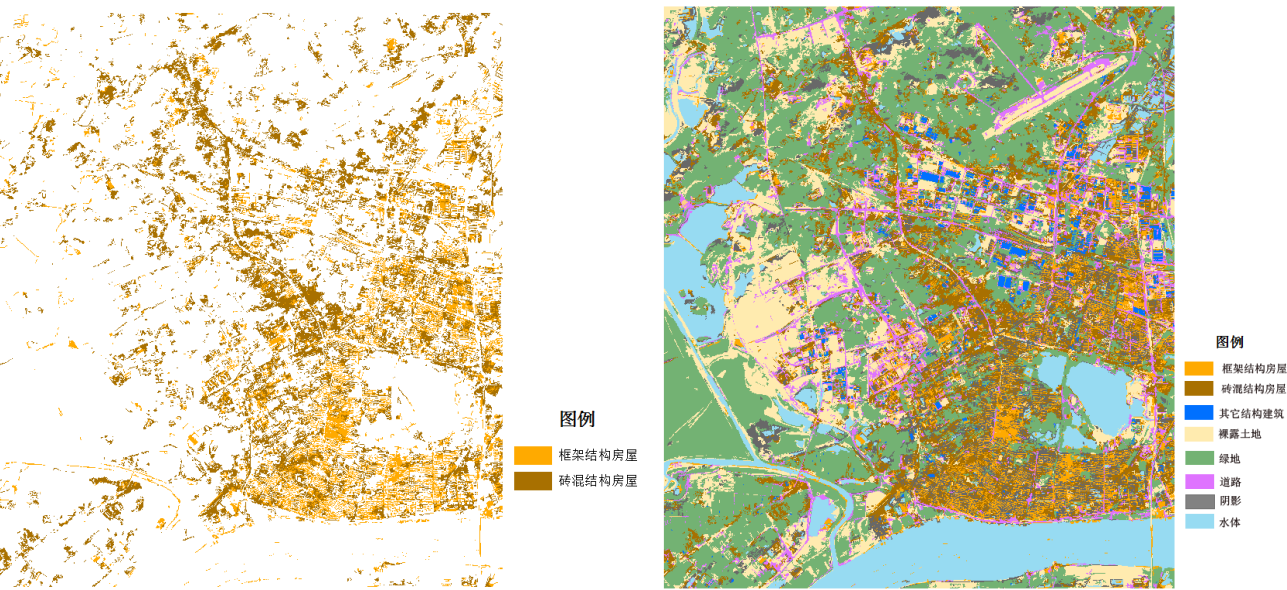 图例
框架结构房屋
砖混结构房屋
图例
框架结构房屋
砖混结构房屋
其它结构建筑
裸露土地
绿地
道路
阴影
水体